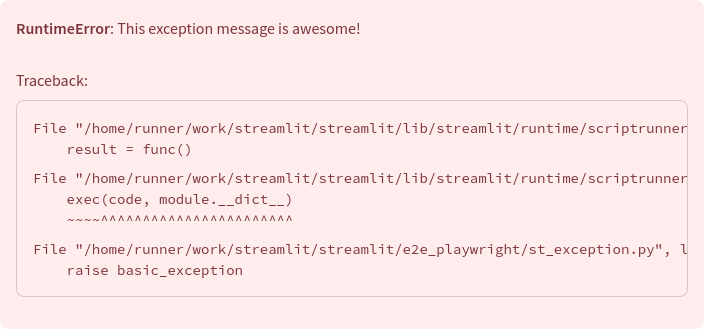 RuntimeError: This exception message is awesome!
Traceback:
File "/home/runner/work/streamlit/streamlit/lib/streamlit/runtime/scriptrunner
    result = func()
File "/home/runner/work/streamlit/streamlit/lib/streamlit/runtime/scriptrunner
    exec(code, module.__dict__)
    ~~~~^^^^^^^^^^^^^^^^^^^^^^^
File "/home/runner/work/streamlit/streamlit/e2e_playwright/st_exception.py", l
    raise basic_exception